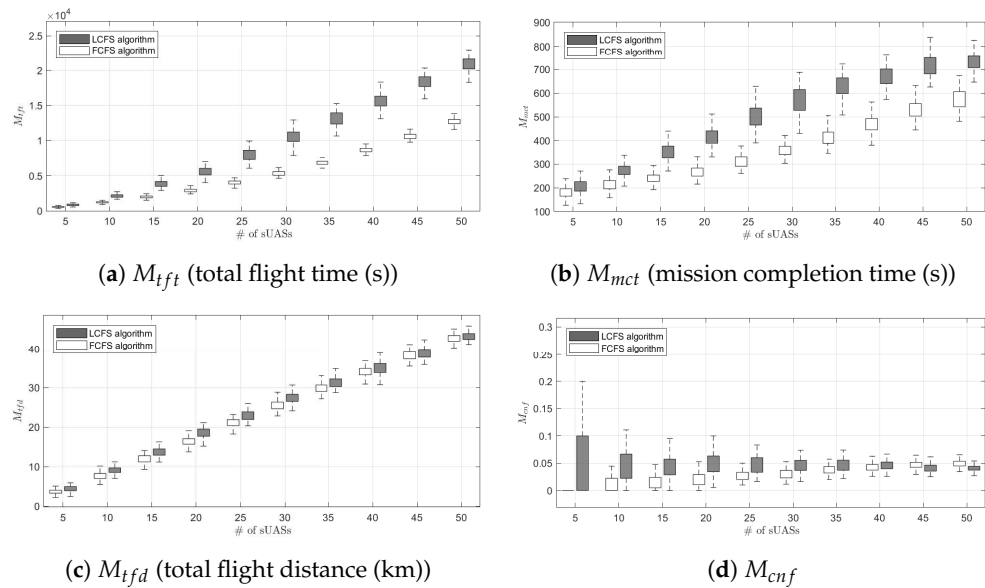 ×10⁴
2.5
2
1.5
1
0.5
0
M_tft
LCFS algorithm
FCFS algorithm
5 10 15 20 25 30 35 40 45 50
# of sUASs
(a) M_tft (total flight time (s))
900
800
700
600
500
400
300
200
100
M_mct
LCFS algorithm
FCFS algorithm
5 10 15 20 25 30 35 40 45 50
# of sUASs
(b) M_mct (mission completion time (s))
40
30
20
10
0
M_tfd
LCFS algorithm
FCFS algorithm
5 10 15 20 25 30 35 40 45 50
# of sUASs
(c) M_tfd (total flight distance (km))
0.3
0.25
0.2
0.15
0.1
0.05
0
M_cnf
LCFS algorithm
FCFS algorithm
5 10 15 20 25 30 35 40 45 50
# of sUASs
(d) M_cnf